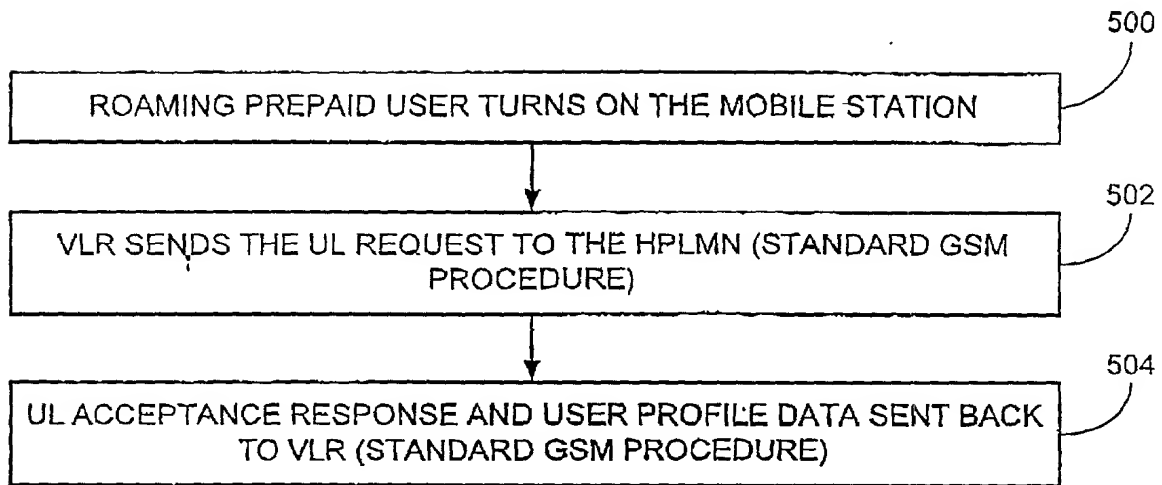 500
ROAMING PREPAID USER TURNS ON THE MOBILE STATION
502
VLR SENDS THE UL REQUEST TO THE HPLMN (STANDARD GSM
PROCEDURE)
504
UL ACCEPTANCE RESPONSE AND USER PROFILE DATA SENT BACK
TO VLR (STANDARD GSM PROCEDURE)